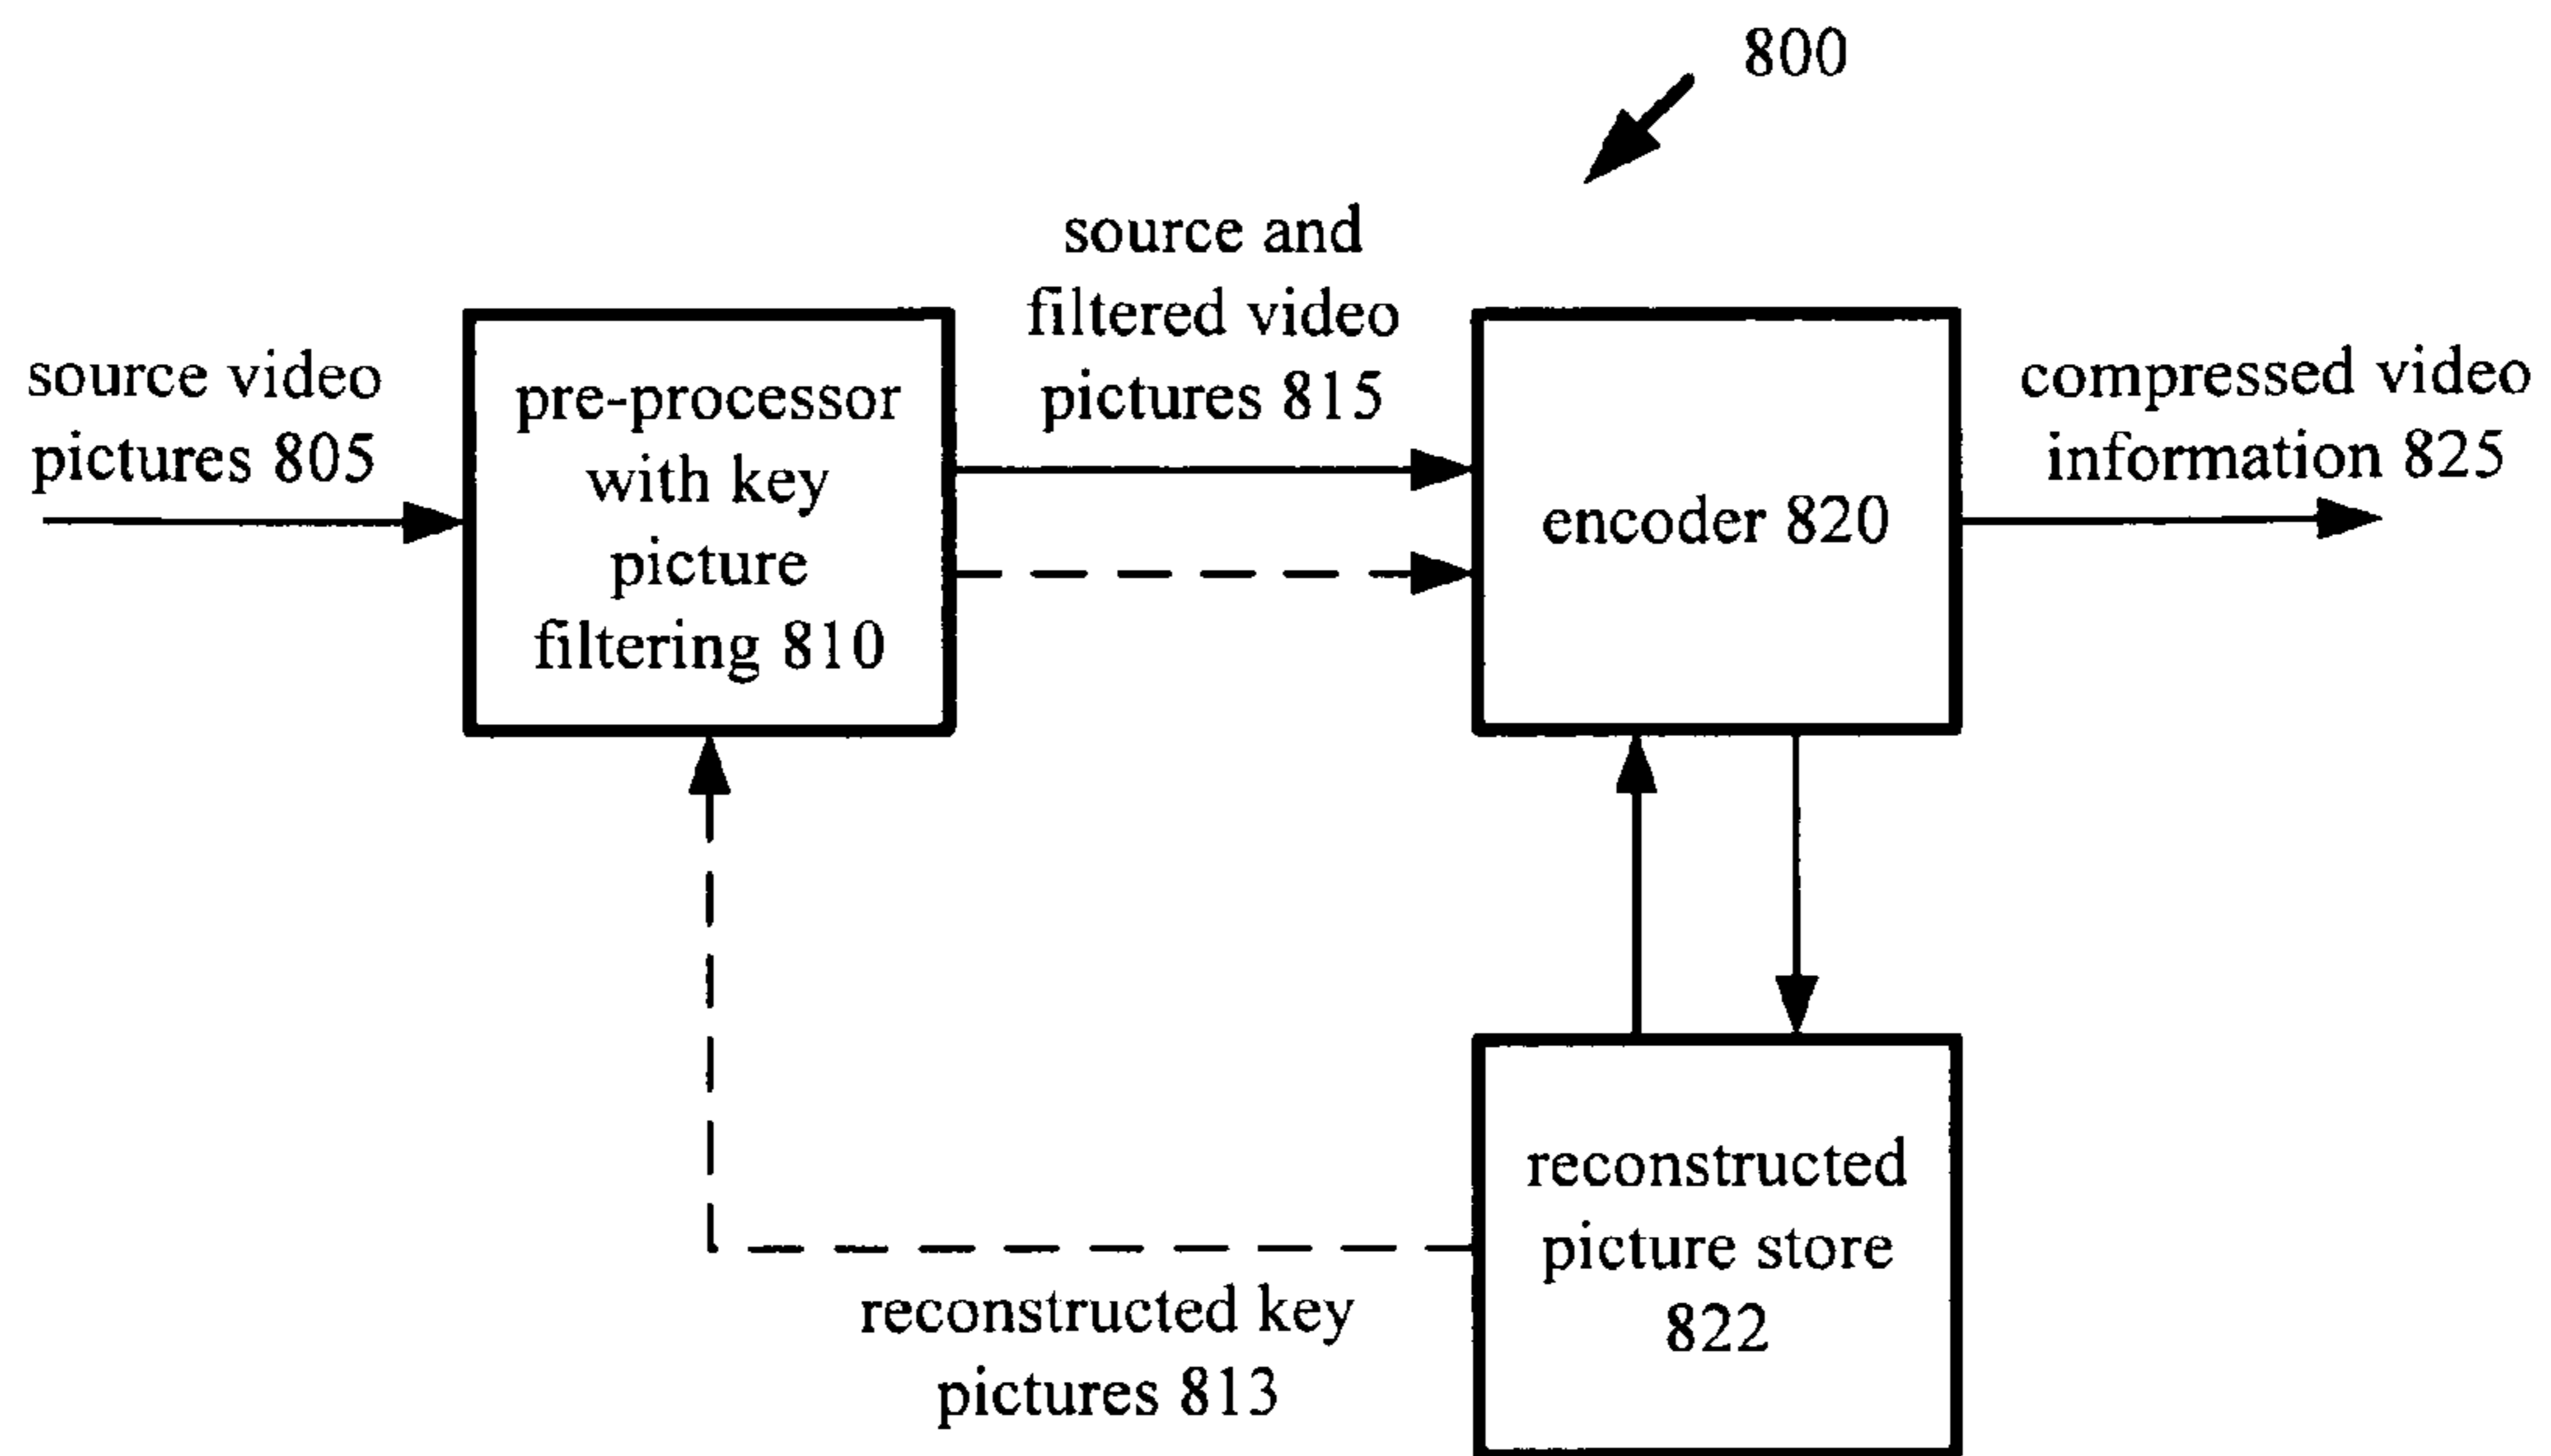 800
source and
filtered video
pictures 815
source video
pictures 805
pre-processor
with key
picture
filtering 810
encoder 820
compressed video
information 825
reconstructed key
pictures 813
reconstructed
picture store
822